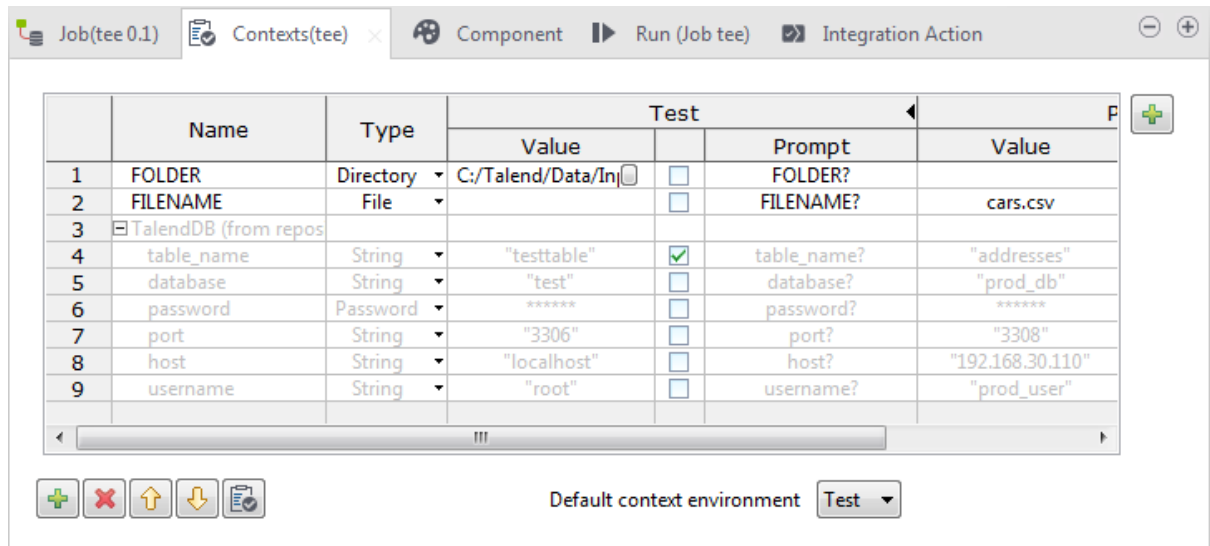 Job(tee 0.1) Contexts(tee) Component Run (Job tee) Integration Action
Name Type Test P
Value Prompt Value
1 FOLDER Directory C:/Talend/Data/Inp FOLDER?
2 FILENAME File FILENAME? cars.csv
3 TalendDB (from repos
4 table_name String "testtable" table_name? "addresses"
5 database String "test" database? "prod_db"
6 password Password ****** password? ******
7 port String "3306" port? "3308"
8 host String "localhost" host? "192.168.30.110"
9 username String "root" username? "prod_user"
Default context environment Test